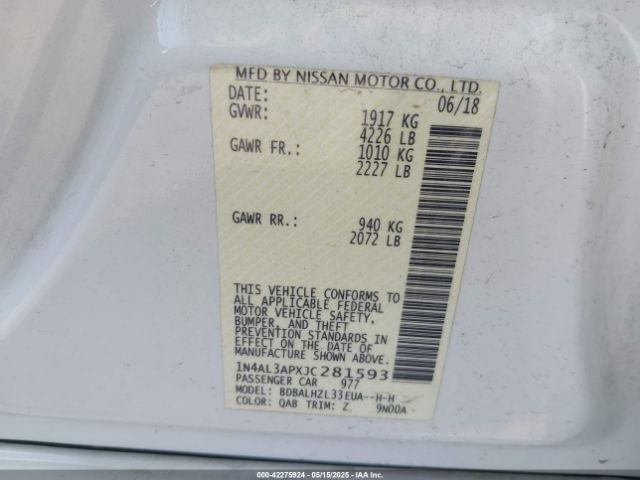 MFD BY NISSAN MOTOR CO., LTD.
DATE: 06/18
GVWR: 1917 KG
4226 LB
GAWR FR.: 1010 KG
2227 LB
GAWR RR.: 940 KG
2072 LB
THIS VEHICLE CONFORMS TO
ALL APPLICABLE FEDERAL
MOTOR VEHICLE SAFETY,
BUMPER, AND THEFT
PREVENTION STANDARDS IN
EFFECT ON THE DATE OF
MANUFACTURE SHOWN ABOVE.
1N4AL3APXJC281593
PASSENGER CAR 977
MODEL: BDBALHZL33EUA--H-H
COLOR: QAB TRIM: Z 9N00A
000-42275924 - 05/15/2025 - IAAI